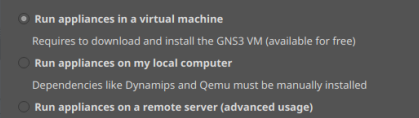 Run appliances in a virtual machine
Requires to download and install the GNS3 VM (available for free)
Run appliances on my local computer
Dependencies like Dynamips and Qemu must be manually installed
Run appliances on a remote server (advanced usage)